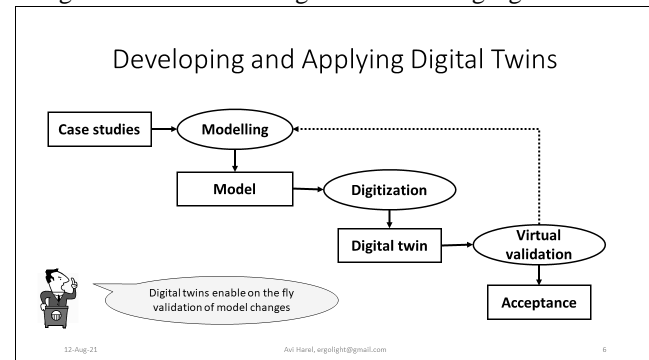 Developing and Applying Digital Twins
Case studies
Modelling
Model
Digitization
Digital twin
Virtual
validation
Acceptance
Digital twins enable on the fly
validation of model changes
12-Aug-21
Avi Harel, ergolight@gmail.com
6